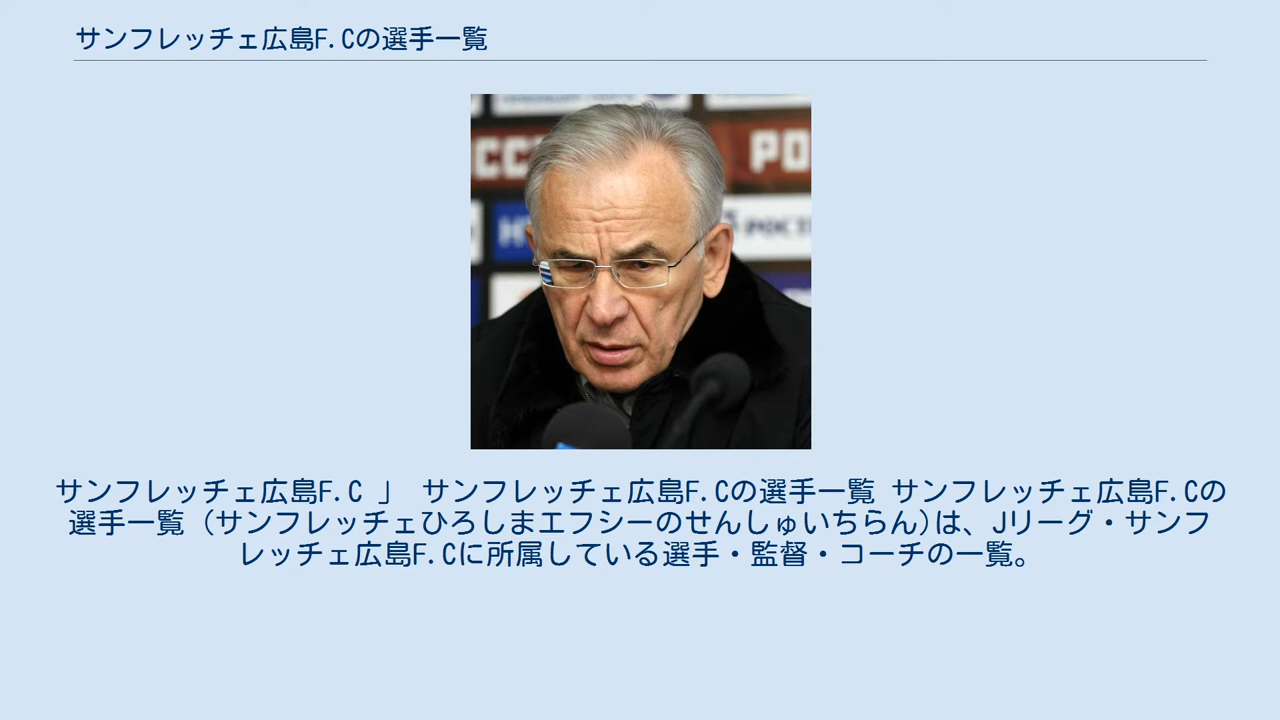 サンフレッチェ広島F.Cの選手一覧
ССИ
РО
РОСТ
サンフレッチェ広島F.C 」 サンフレッチェ広島F.Cの選手一覧 サンフレッチェ広島F.Cの
選手一覧 (サンフレッチェひろしまエフシーのせんしゅいちらん)は、Jリーグ・サンフ
レッチェ広島F.Cに所属している選手・監督・コーチの一覧。